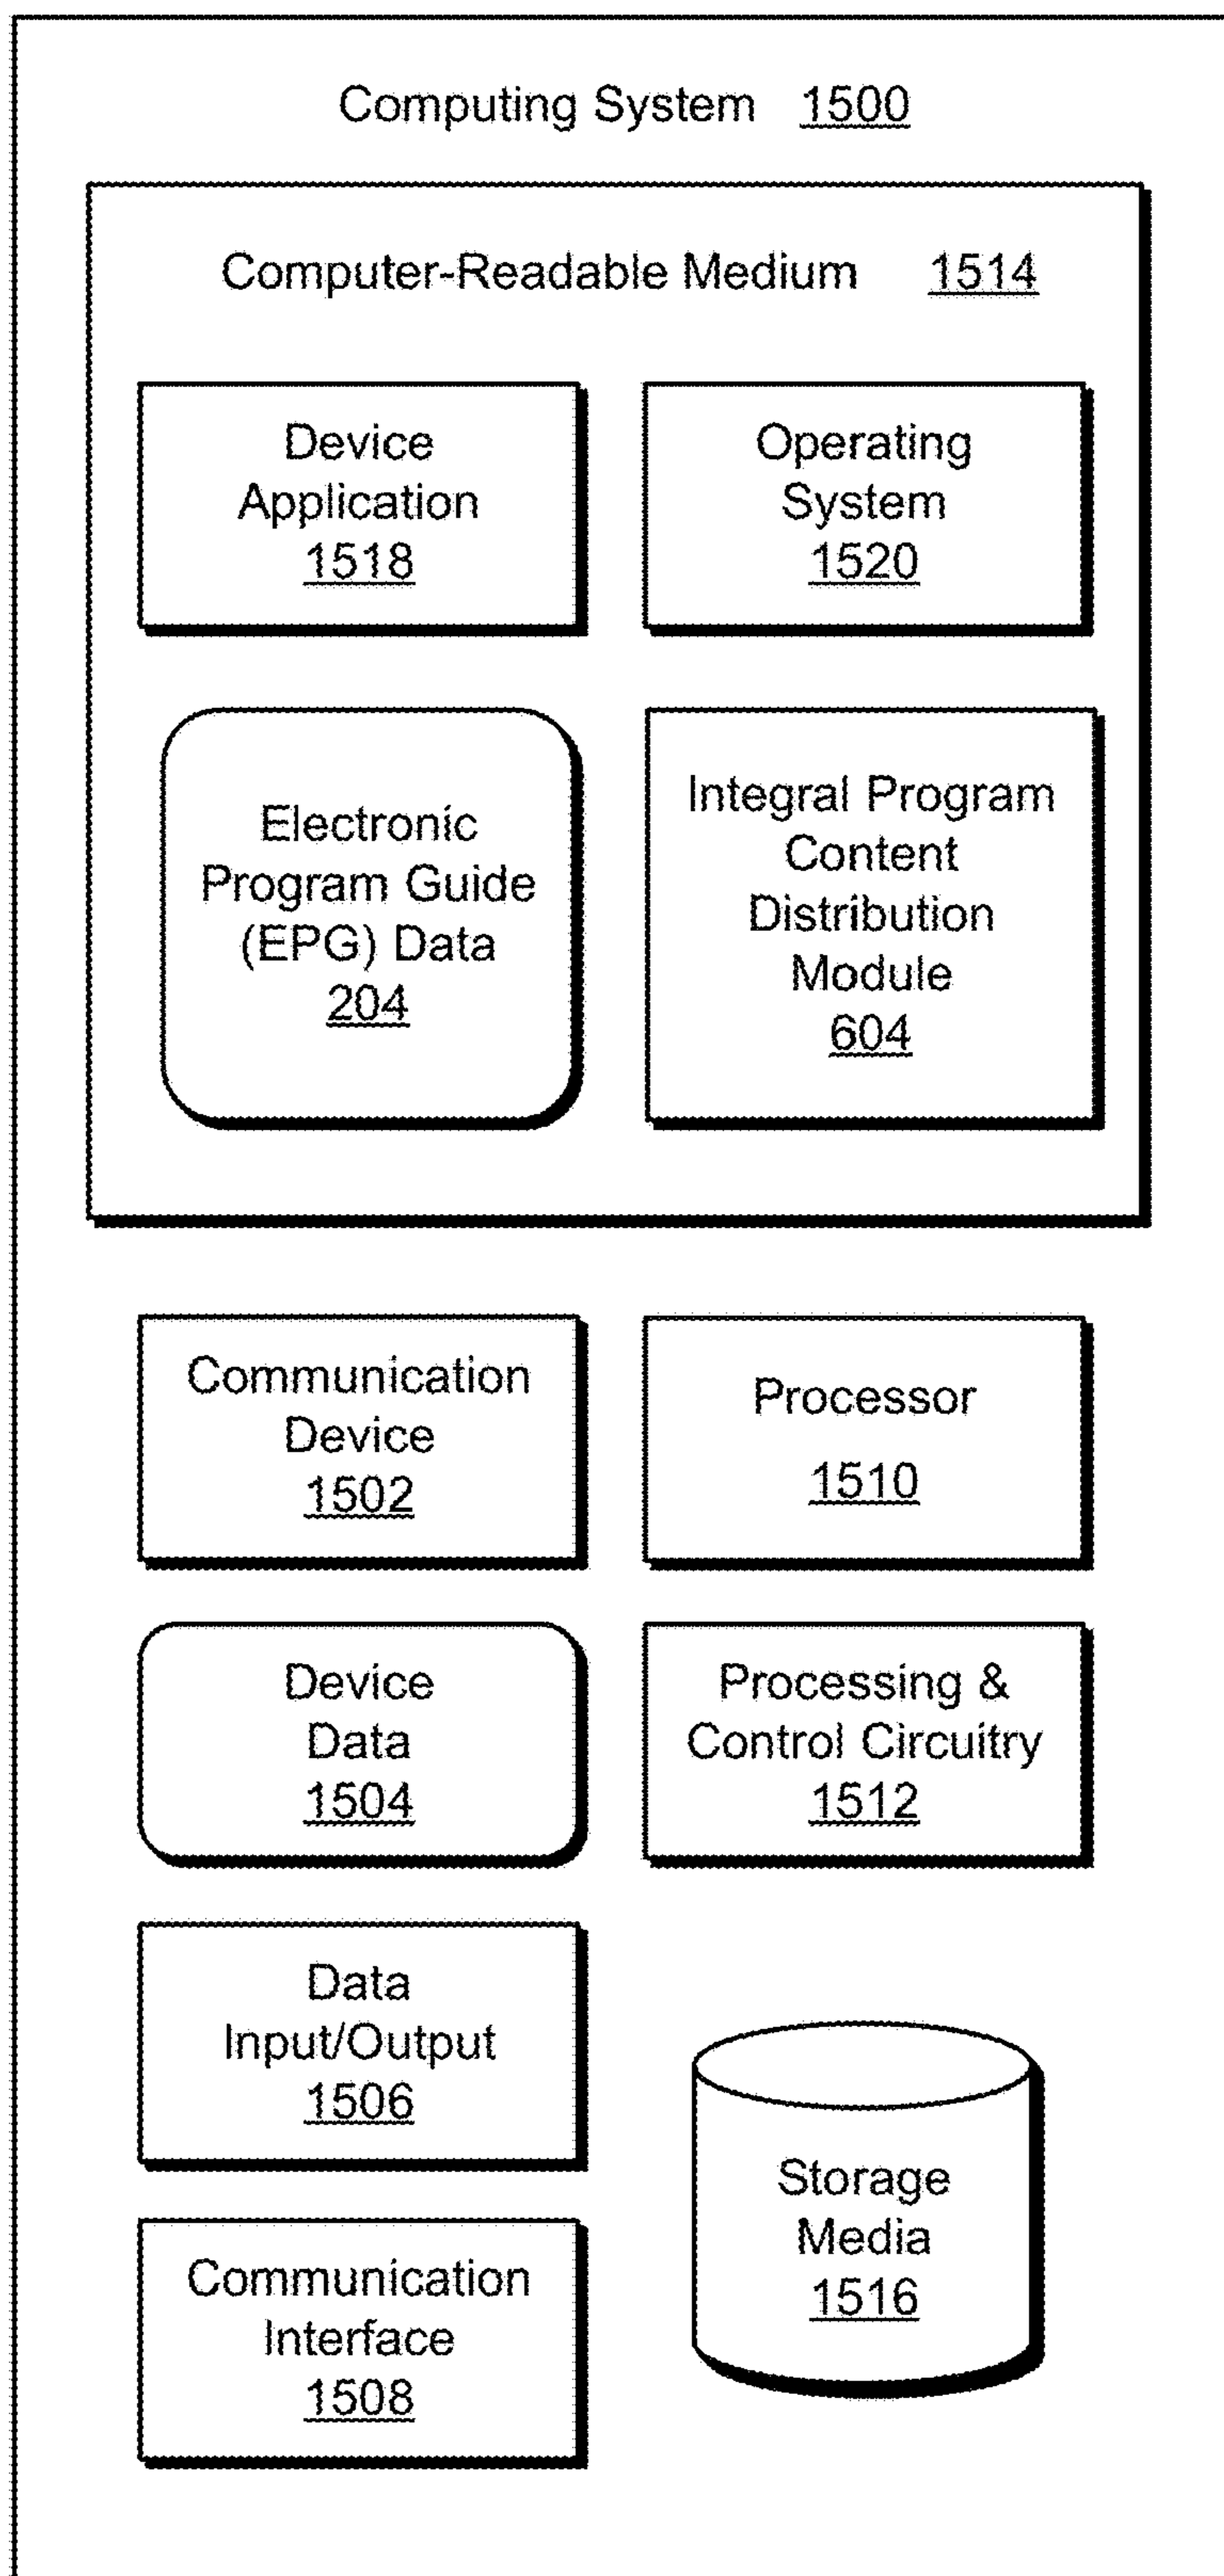 Computing System 1500
Computer-Readable Medium 1514
Device
Application
1518
Operating
System
1520
Electronic
Program Guide
(EPG) Data
204
Integral Program
Content
Distribution
Module
604
Communication
Device
1502
Processor
1510
Device
Data
1504
Processing &
Control Circuitry
1512
Data
Input/Output
1506
Storage
Media
1516
Communication
Interface
1508